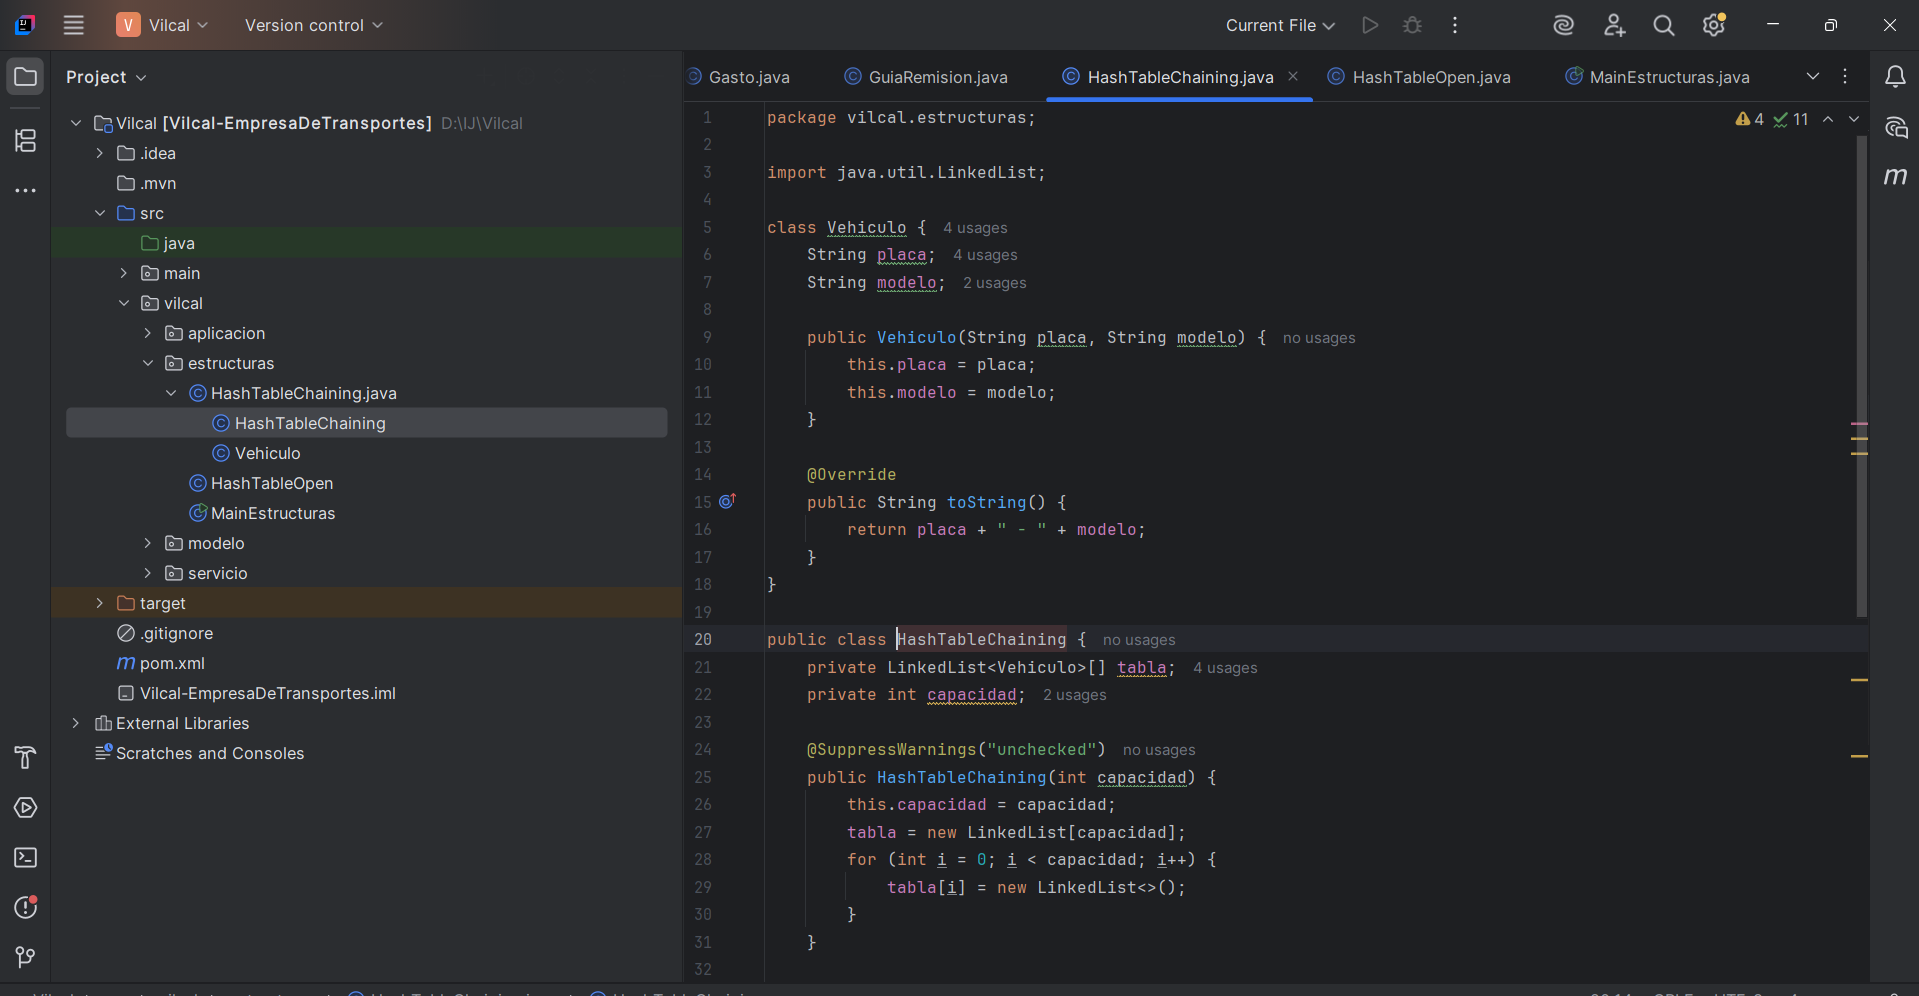 V Vilcal Version control Current File
Project
Vilcal [Vilcal-EmpresaDeTransportes] D:\IJ\Vilcal
.idea
.mvn
src
java
main
vilcal
aplicacion
estructuras
HashTableChaining.java
HashTableChaining
Vehiculo
HashTableOpen
MainEstructuras
modelo
servicio
target
.gitignore
m pom.xml
Vilcal-EmpresaDeTransportes.iml
External Libraries
Scratches and Consoles
Gasto.java GuiaRemision.java HashTableChaining.java HashTableOpen.java MainEstructuras.java
4 11
1 package vilcal.estructuras;
2
3 import java.util.LinkedList;
4
5 class Vehiculo { 4 usages
6 String placa; 4 usages
7 String modelo; 2 usages
8
9 public Vehiculo(String placa, String modelo) { no usages
10 this.placa = placa;
11 this.modelo = modelo;
12 }
13
14 @Override
15 public String toString() {
16 return placa + " - " + modelo;
17 }
18 }
19
20 public class HashTableChaining { no usages
21 private LinkedList<Vehiculo>[] tabla; 4 usages
22 private int capacidad; 2 usages
23
24 @SuppressWarnings("unchecked") no usages
25 public HashTableChaining(int capacidad) {
26 this.capacidad = capacidad;
27 tabla = new LinkedList[capacidad];
28 for (int i = 0; i < capacidad; i++) {
29 tabla[i] = new LinkedList<>();
30 }
31 }
32
m